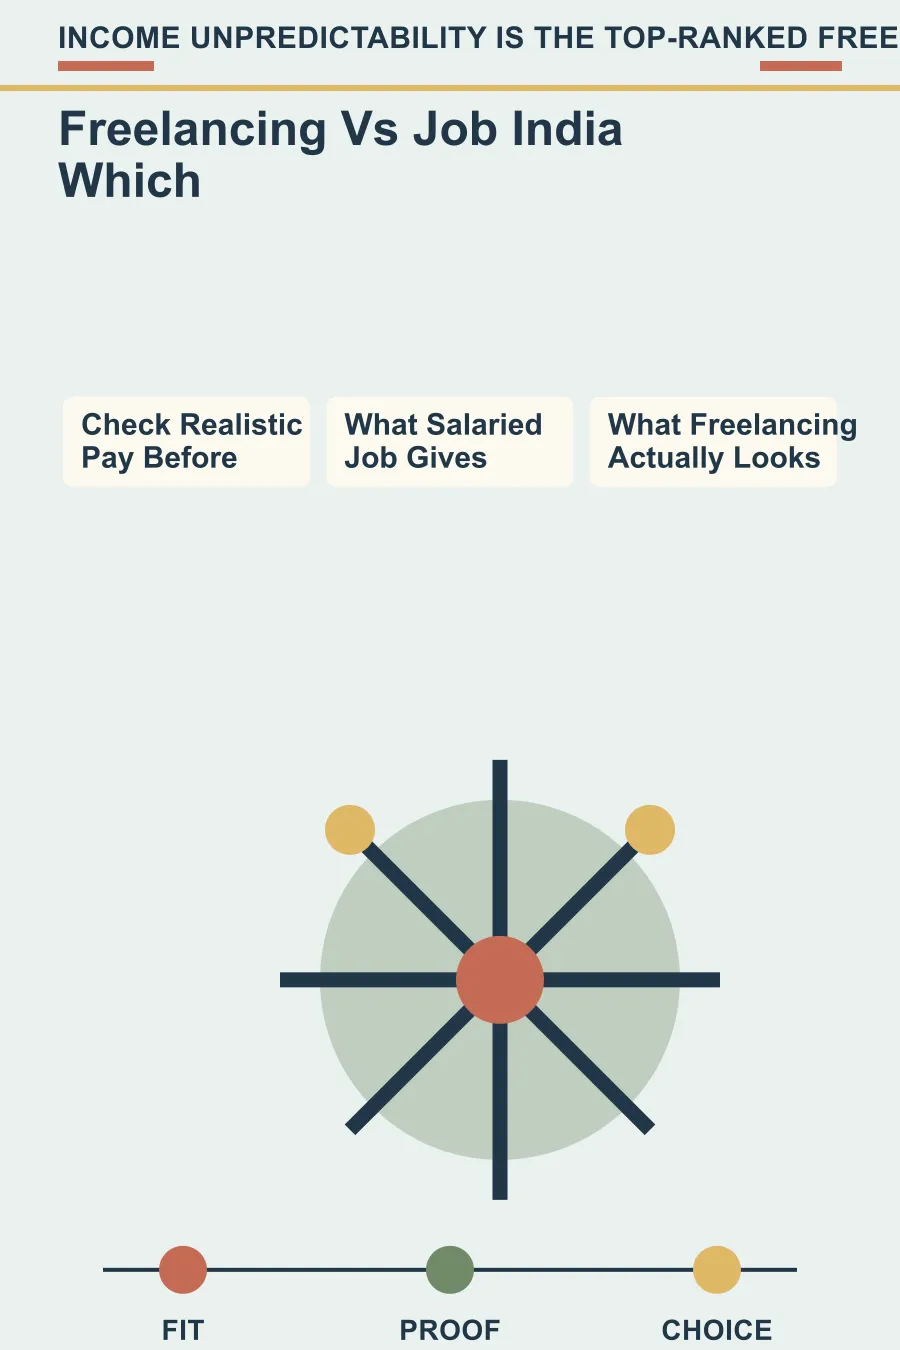 INCOME UNPREDICTABILITY IS THE TOP-RANKED FREE
Freelancing Vs Job India
Which
Check Realistic
Pay Before
What Salaried
Job Gives
What Freelancing
Actually Looks
FIT
PROOF
CHOICE